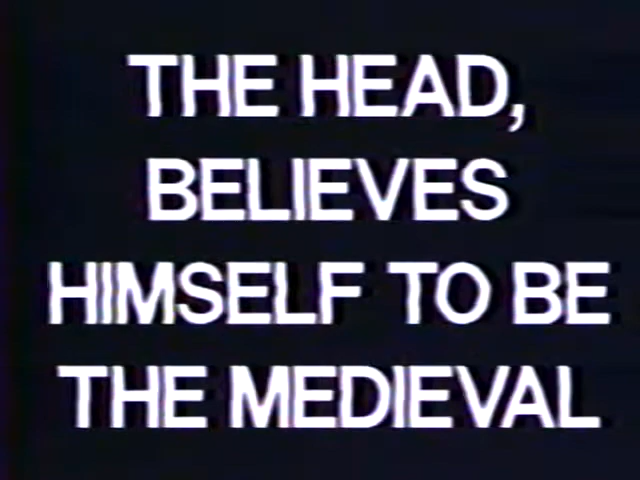 THE HEAD,
BELIEVES
HIMSELF TO BE
THE MEDIEVAL